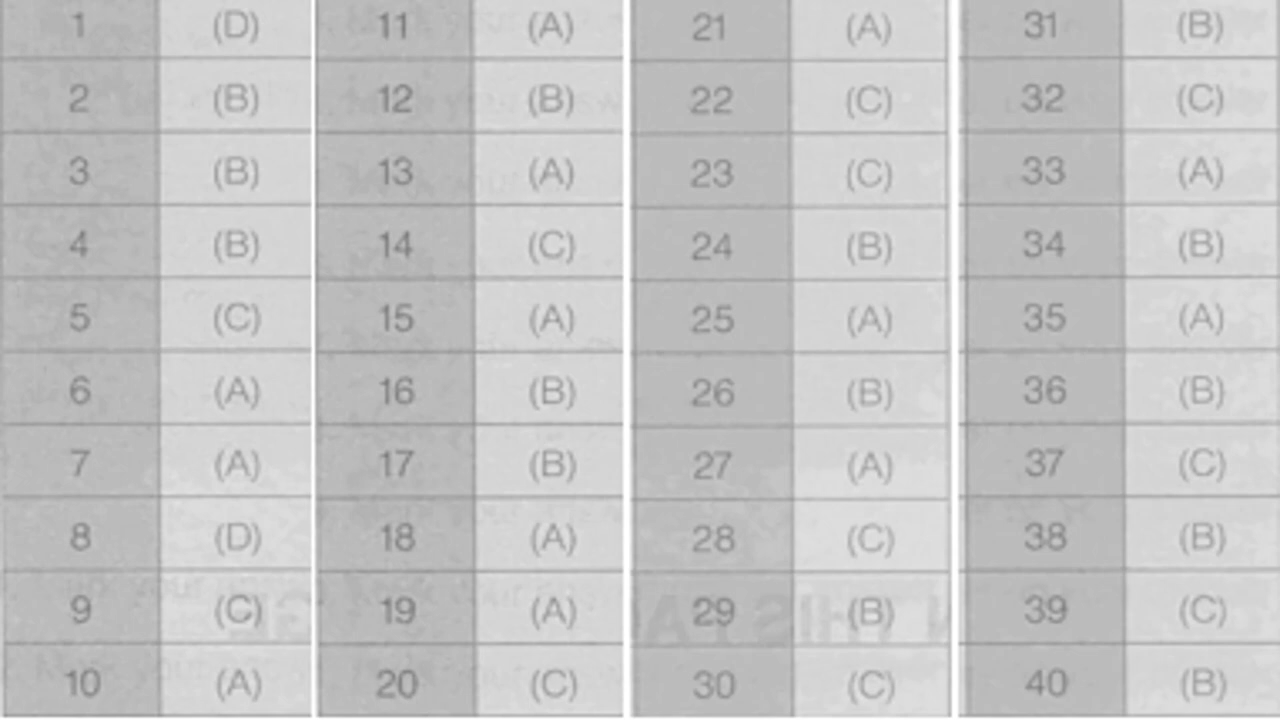 1 (D) 11 (A) 21 (A) 31 (B)
2 (B) 12 (B) 22 (C) 32 (C)
3 (B) 13 (A) 23 (C) 33 (A)
4 (B) 14 (C) 24 (B) 34 (B)
5 (C) 15 (A) 25 (A) 35 (A)
6 (A) 16 (B) 26 (B) 36 (B)
7 (A) 17 (B) 27 (A) 37 (C)
8 (D) 18 (A) 28 (C) 38 (B)
9 (C) 19 (A) 29 (B) 39 (C)
10 (A) 20 (C) 30 (C) 40 (B)